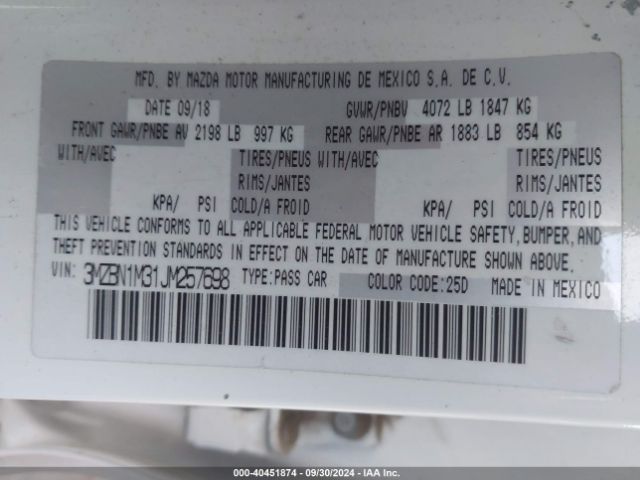 MFD. BY MAZDA MOTOR MANUFACTURING DE MEXICO S.A. DE C.V.
DATE 09/18 GVWR/PNBV 4072 LB 1847 KG
FRONT GAWR/PNBE AV 2198 LB 997 KG REAR GAWR/PNBE AR 1883 LB 854 KG
WITH/AVEC TIRES/PNEUS WITH/AVEC TIRES/PNEUS
RIMS/JANTES RIMS/JANTES
KPA/ PSI COLD/A FROID KPA/ PSI COLD/A FROID
THIS VEHICLE CONFORMS TO ALL APPLICABLE FEDERAL MOTOR VEHICLE SAFETY, BUMPER, AND
THEFT PREVENTION STANDARDS IN EFFECT ON THE DATE OF MANUFACTURE SHOWN ABOVE.
VIN: 3MZBN1M31JM257698 TYPE:PASS CAR COLOR CODE:25D MADE IN MEXICO
000-40451874 - 09/30/2024 - IAA Inc.